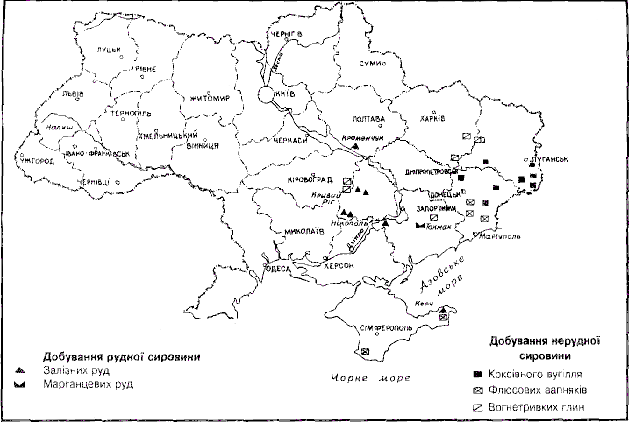 ЧЕРНІГІВ
ЛУЦЬК
РІВНЕ
СУМИ
КИЇВ
ЖИТОМИР
ЛЬВІВ
ТЕРНОПІЛЬ
ПОЛТАВА
ХАРКІВ
Калуш
ХМЕЛЬНИЦЬКИЙ
ВІННИЦЯ
ЧЕРКАСИ
Кременчук
ІВАНО-ФРАНКІВСЬК
УЖГОРОД
ЛУГАНСЬК
ЧЕРНІВЦІ
КІРОВОГРАД
ДНІПРОПЕТРОВСЬК
Кривий
Ріг
ДОНЕЦЬК
ЗАПОРІЖЖЯ
Нікополь
Токмак
МИКОЛАЇВ
Дніпро
Маріуполь
ОДЕСА
ХЕРСОН
Азовське
море
Керч
СІМФЕРОПОЛЬ
Чорне море
Добування рудної сировини
Залізних руд
Марганцевих руд
Добування нерудної
сировини
Коксівного вугілля
Флюсових вапняків
Вогнетривких глин